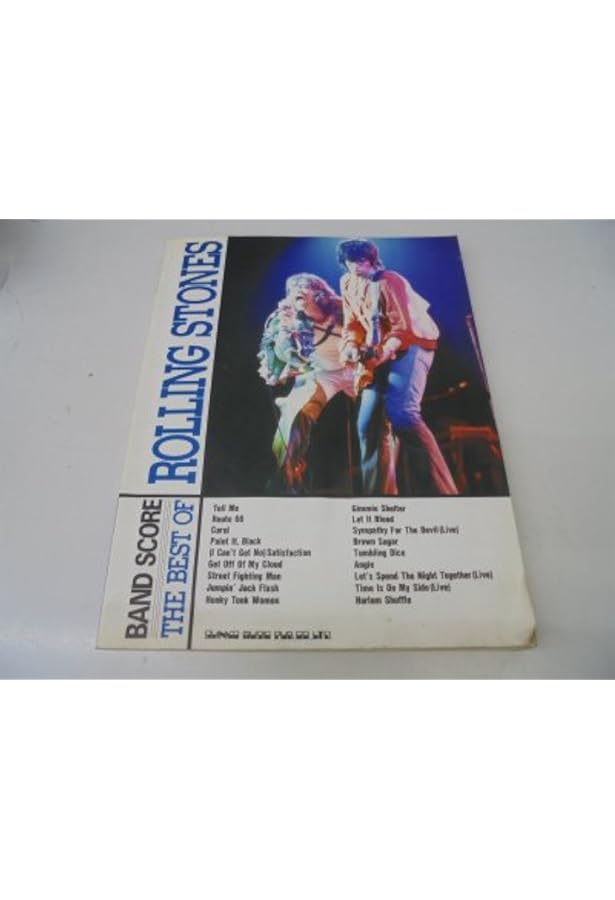 ROLLING STONES
BAND SCORE
THE BEST OF
Tell Me
Route 66
Carol
Paint It, Black
(I Can't Get No) Satisfaction
Get Off Of My Cloud
Street Fighting Man
Jumpin' Jack Flash
Honky Tonk Women
Gimmie Shelter
Let It Bleed
Sympathy For The Devil (Live)
Brown Sugar
Tumbling Dice
Angie
Let's Spend The Night Together (Live)
Time Is On My Side (Live)
Harlem Shuffle